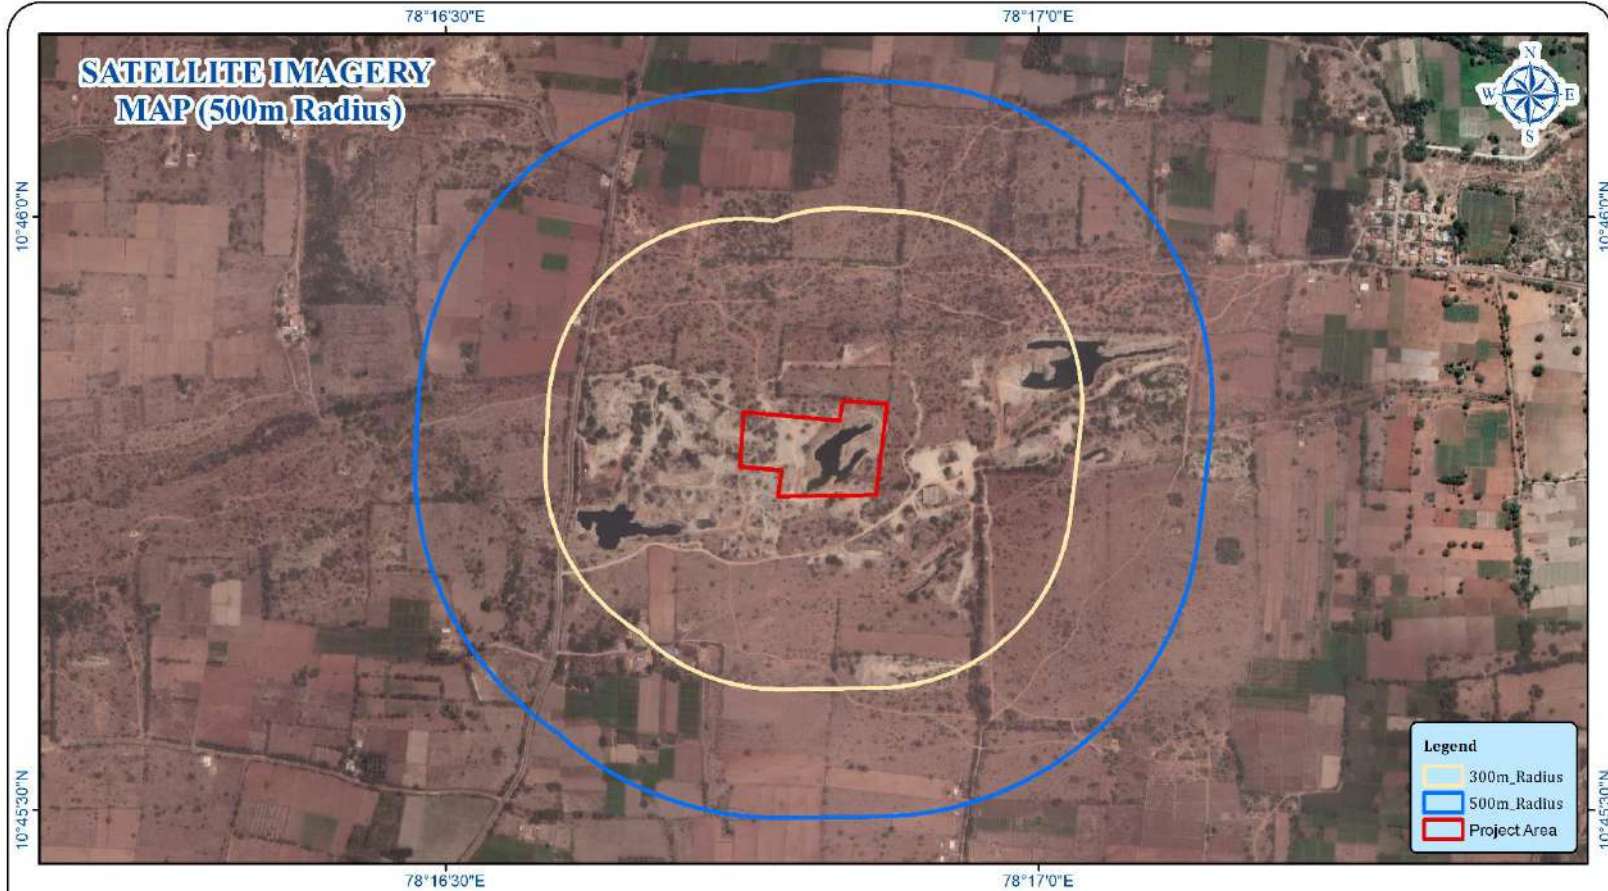 78°16'30"E
78°17'0"E
SATELLITE IMAGERY
MAP (500m Radius)
N
W
E
S
10°46'0"N
10°46'0"N
Legend
300m_Radius
500m_Radius
Project Area
10°45'30"N
10°45'30"N
78°16'30"E
78°17'0"E